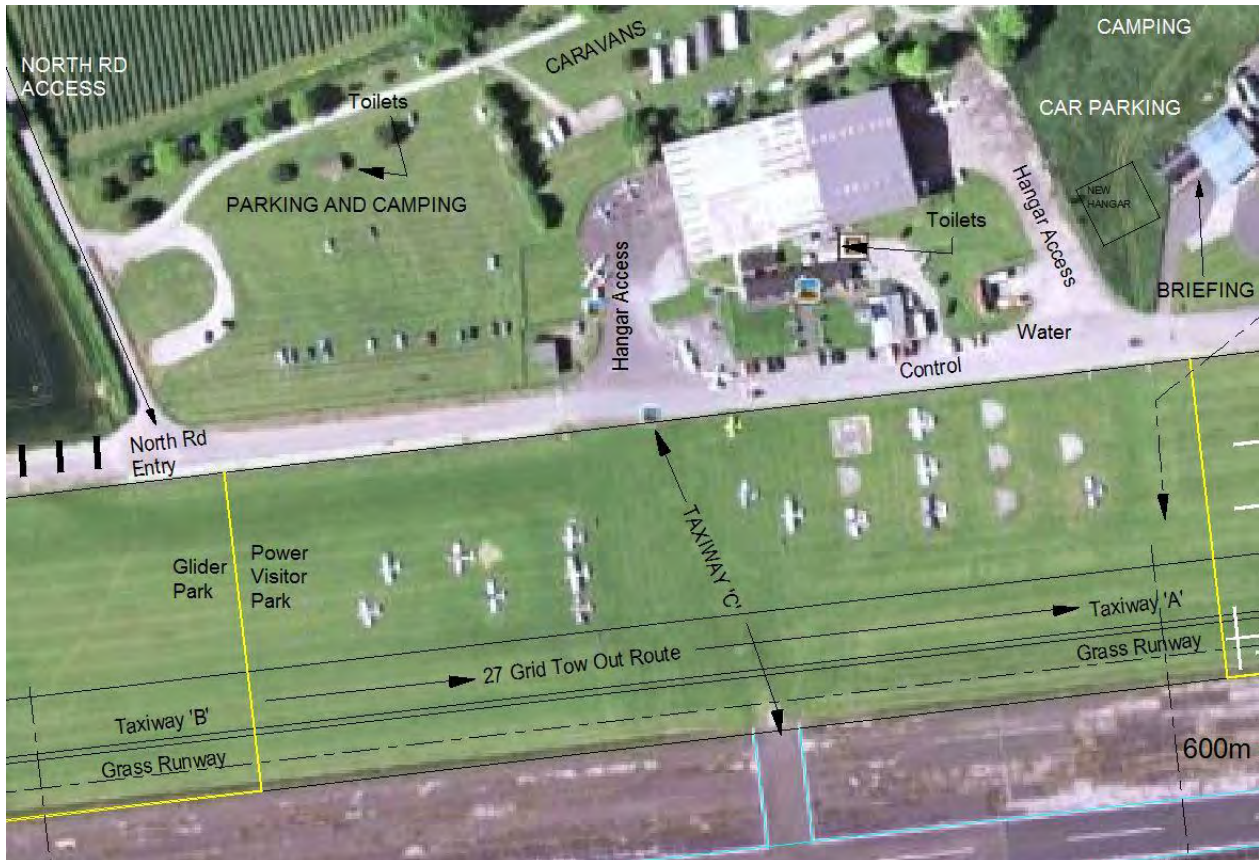 CAMPING
CARAVANS
NORTH RD
ACCESS
Toilets
CAR PARKING
PARKING AND CAMPING
NEW
HANGAR
Toilets
Hangar Access
Hangar Access
BRIEFING
Water
Control
North Rd
Entry
TAXIWAY 'C'
Glider
Park
Power
Visitor
Park
Taxiway 'A'
27 Grid Tow Out Route
Grass Runway
Taxiway 'B'
Grass Runway
600m